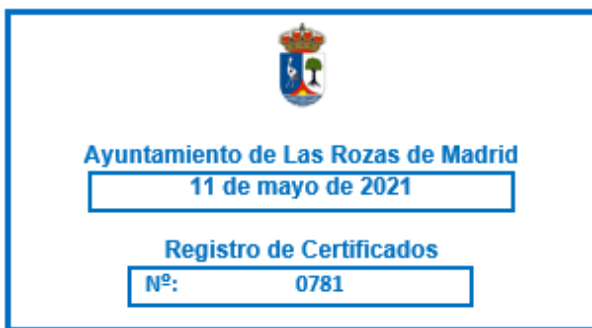 Ayuntamiento de Las Rozas de Madrid
11 de mayo de 2021
Registro de Certificados
Nº: 0781